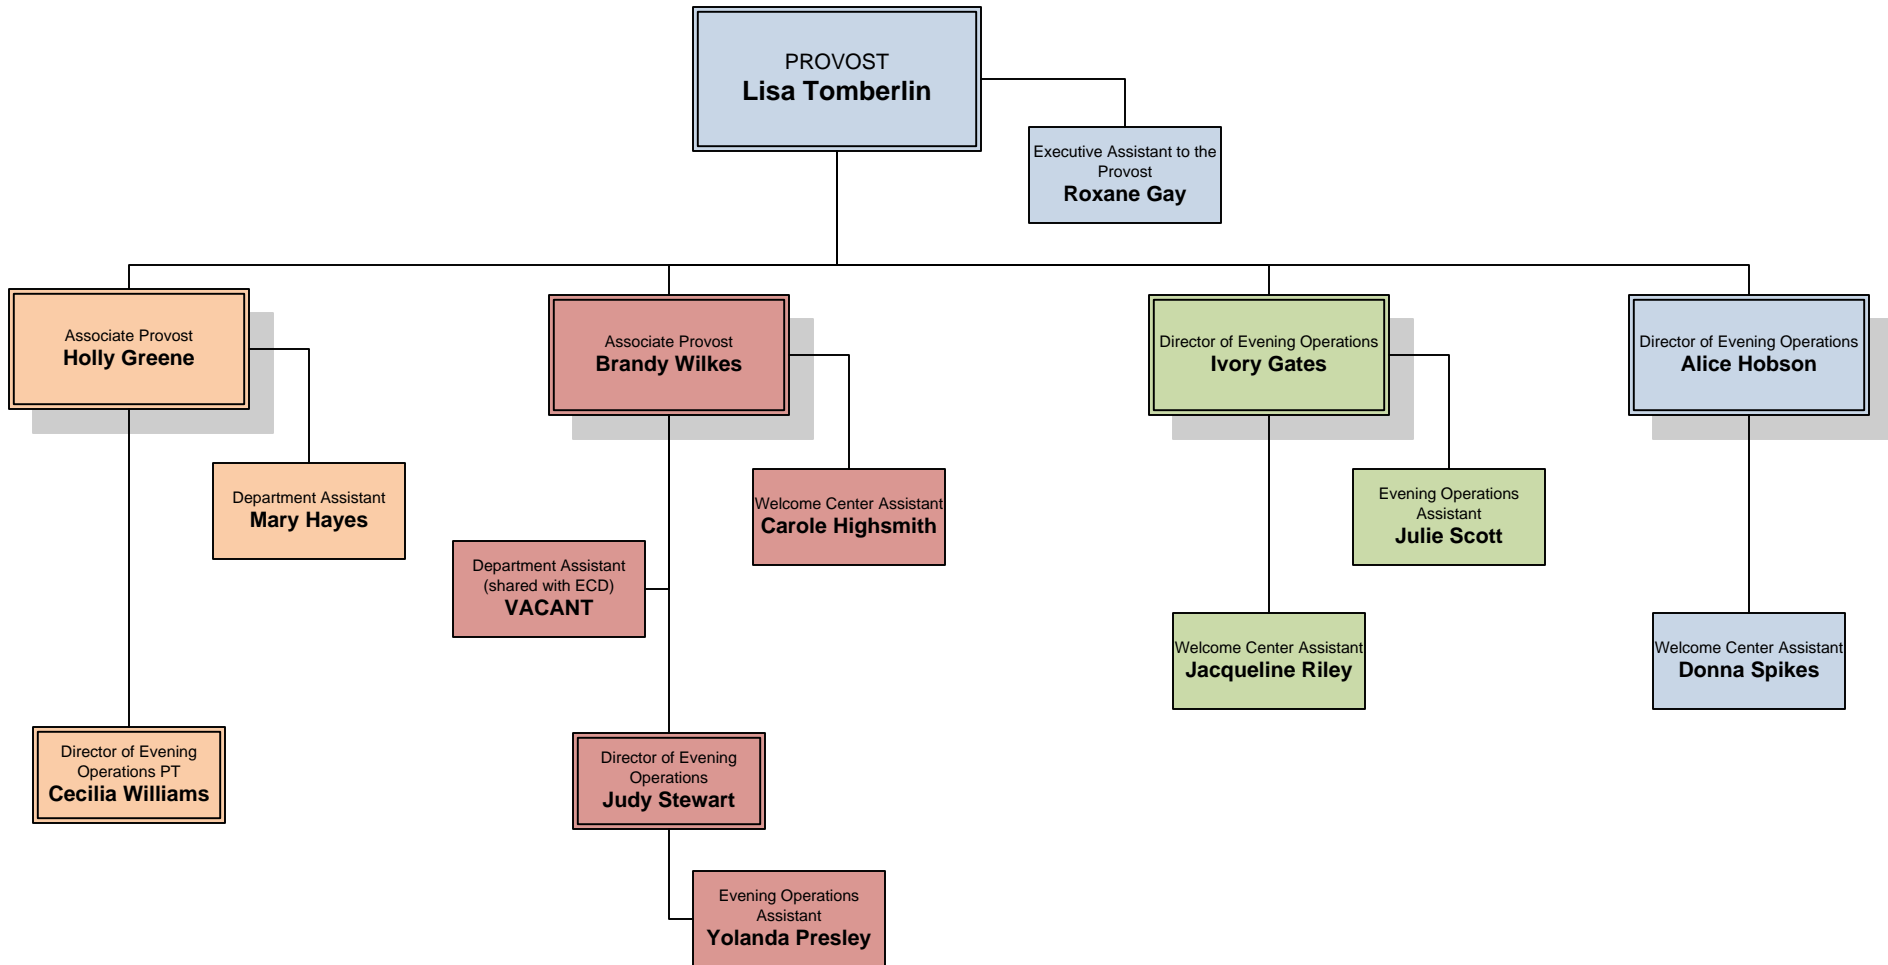 PROVOST
Lisa Tomberlin
Executive Assistant to the
Provost
Roxane Gay
Associate Provost
Holly Greene
Associate Provost
Brandy Wilkes
Director of Evening Operations
Ivory Gates
Director of Evening Operations
Alice Hobson
Department Assistant
Mary Hayes
Welcome Center Assistant
Carole Highsmith
Evening Operations
Assistant
Julie Scott
Department Assistant
(shared with ECD)
VACANT
Welcome Center Assistant
Jacqueline Riley
Welcome Center Assistant
Donna Spikes
Director of Evening
Operations PT
Cecilia Williams
Director of Evening
Operations
Judy Stewart
Evening Operations
Assistant
Yolanda Presley